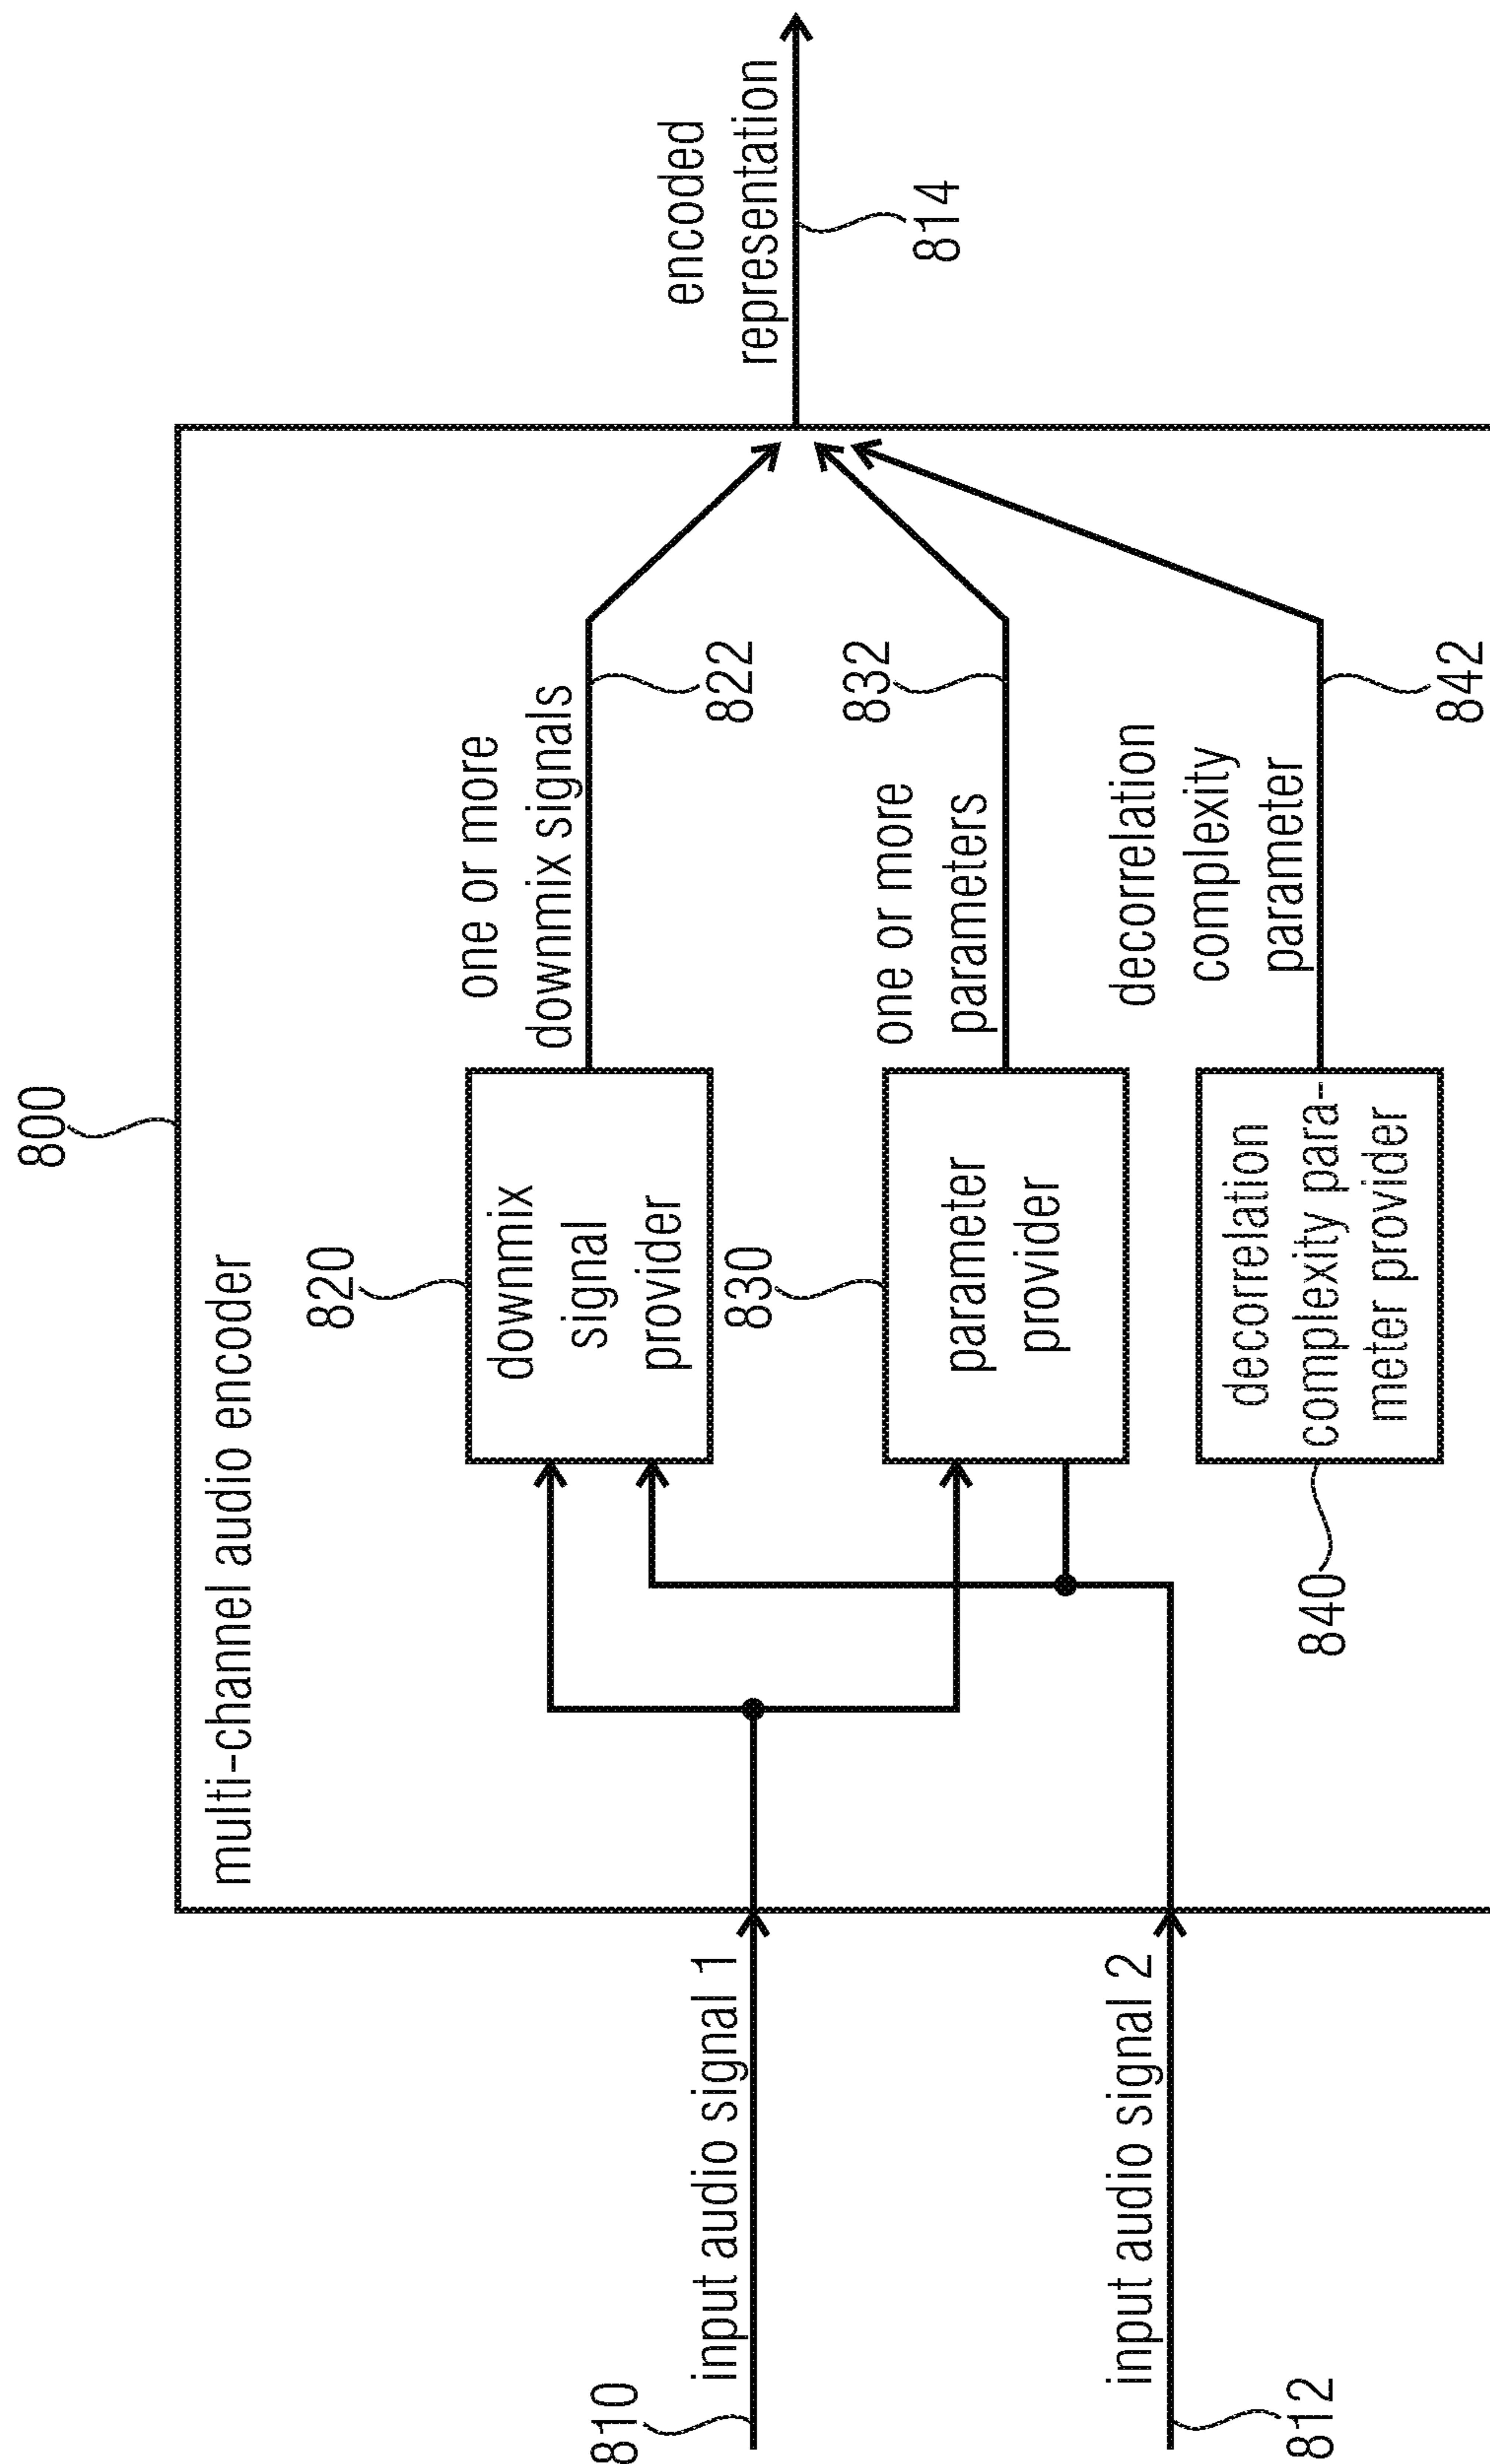 800
multi-channel audio encoder
810
input audio signal 1
812
input audio signal 2
820
downmix
signal
provider
830
parameter
provider
840
decorrelation
complexity para-
meter provider
one or more
downmix signals
822
one or more
parameters
832
decorrelation
complexity
parameter
842
encoded
representation
814